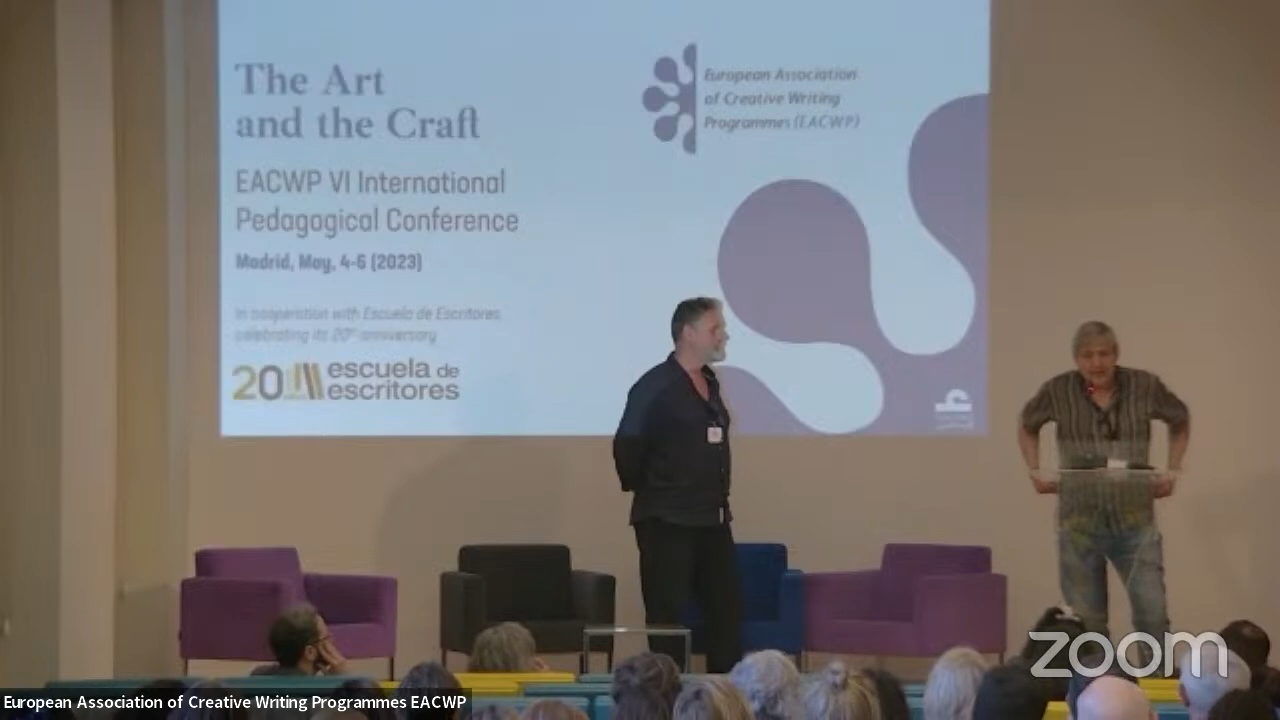 The Art
and the Craft
European Association
of Creative Writing
Programmes (EACWP)
EACWP VI International
Pedagogical Conference
Madrid, May, 4-6 (2023)
In cooperation with Escuela de Escritores
celebrating its 20th anniversary
20 escuela de
escritores
zoom
European Association of Creative Writing Programmes EACWP